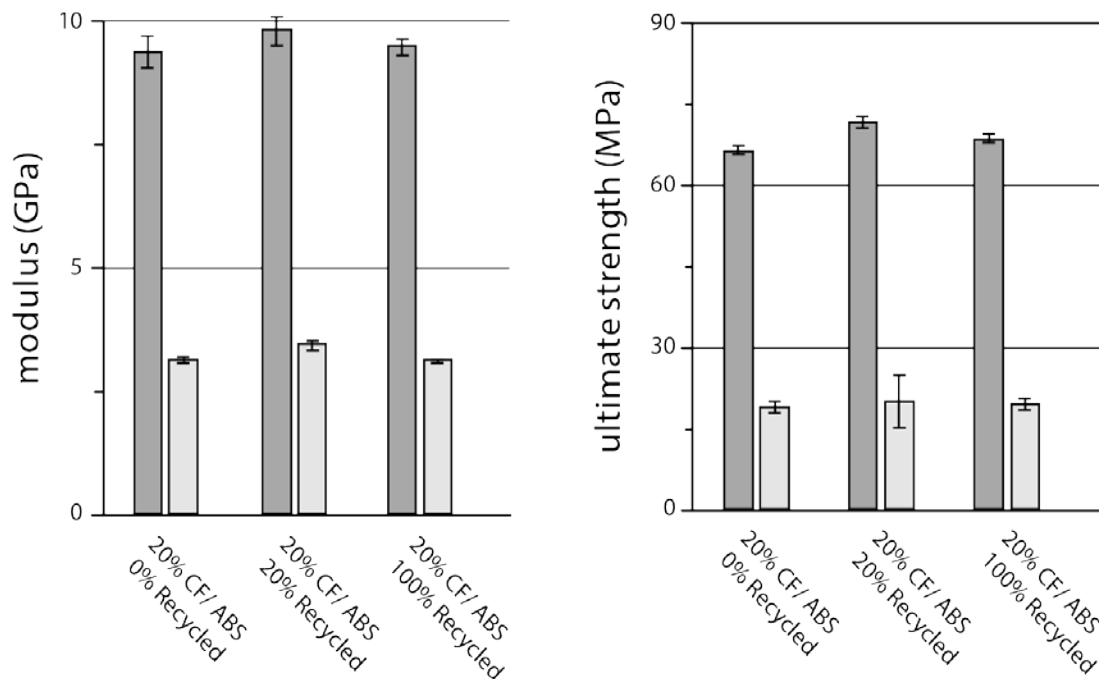 modulus (GPa)
10
5
0
20% CF/ ABS
0% Recycled
20% CF/ ABS
20% Recycled
20% CF/ ABS
100% Recycled
ultimate strength (MPa)
90
60
30
0
20% CF/ ABS
0% Recycled
20% CF/ ABS
20% Recycled
20% CF/ ABS
100% Recycled